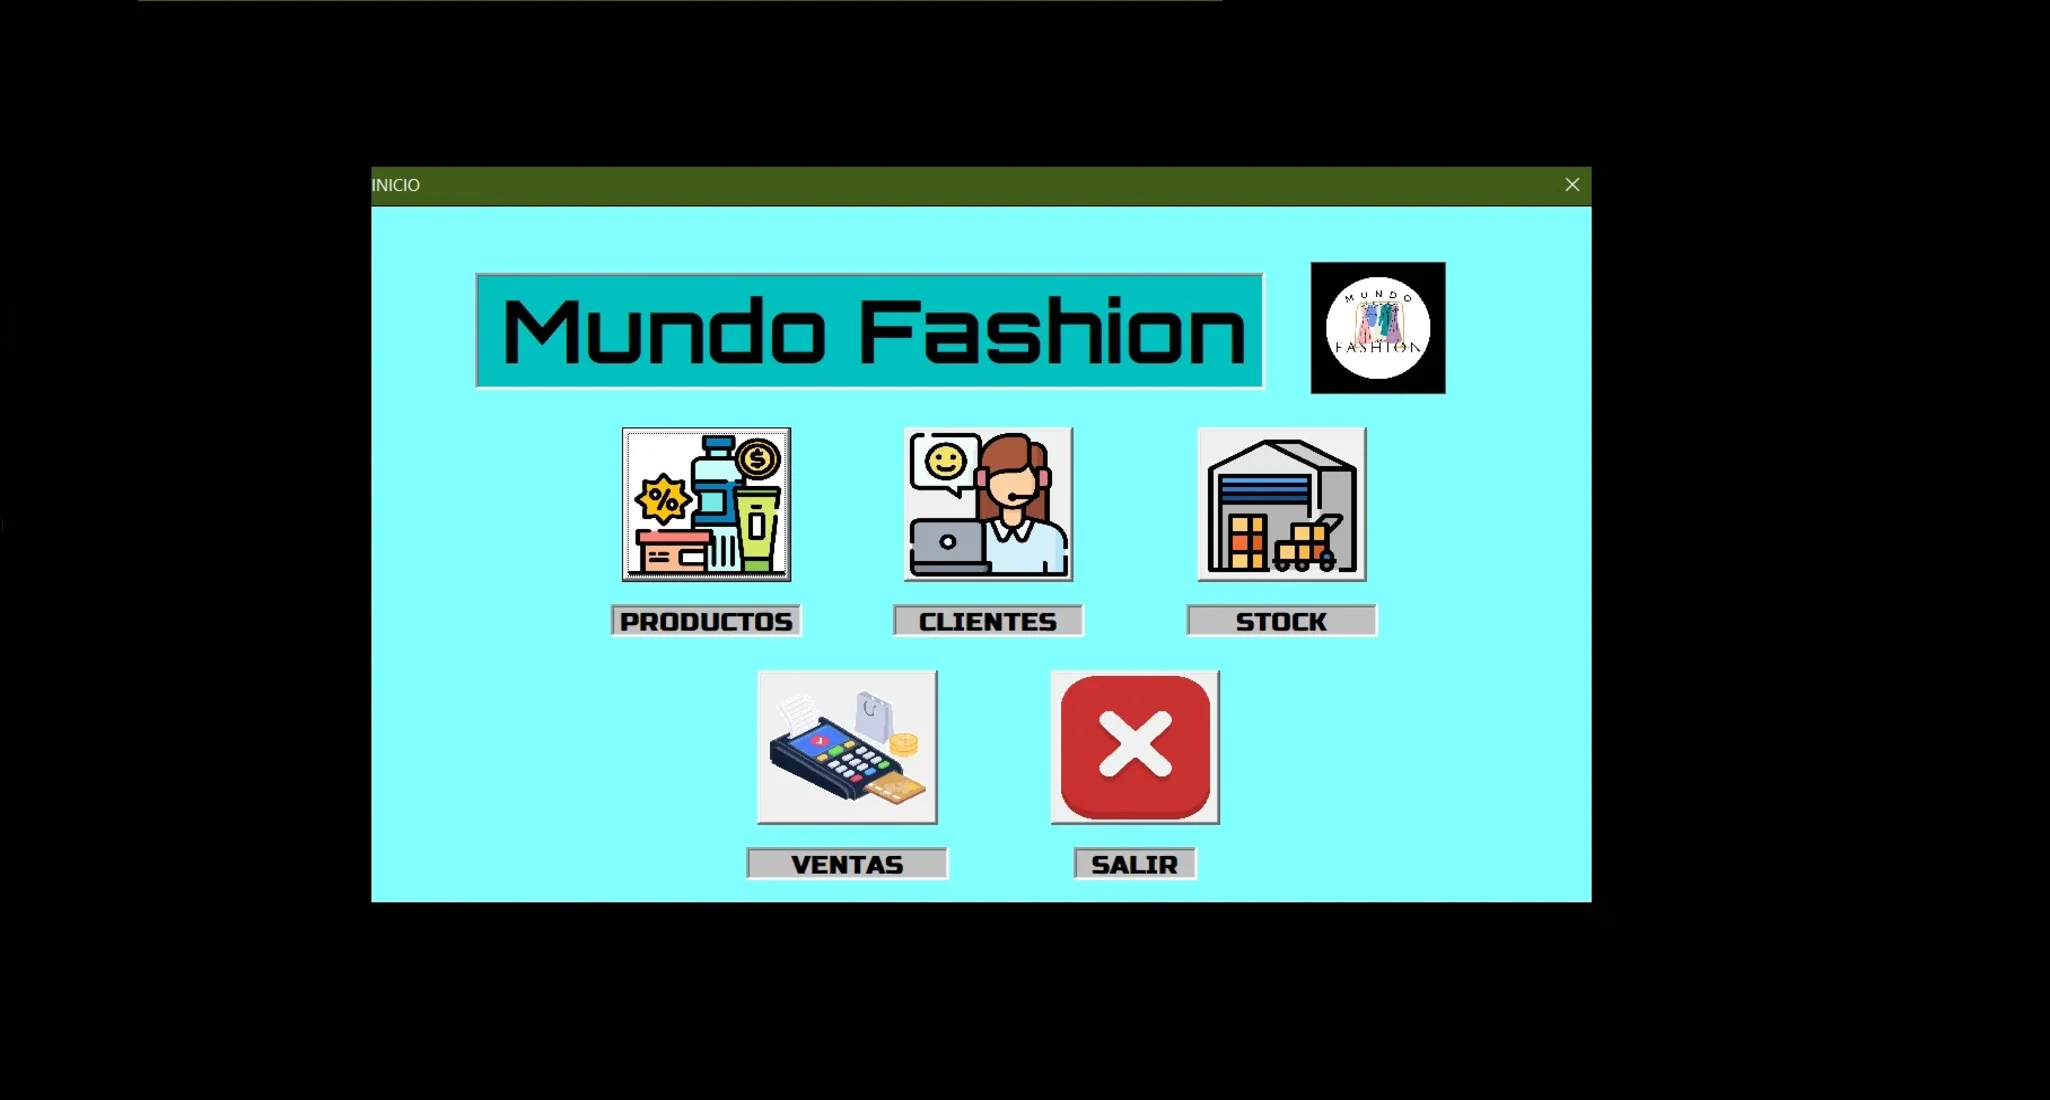 INICIO
Mundo Fashion
MUNDO
FASHION
$
%
PRODUCTOS
CLIENTES
STOCK
VENTAS
SALIR